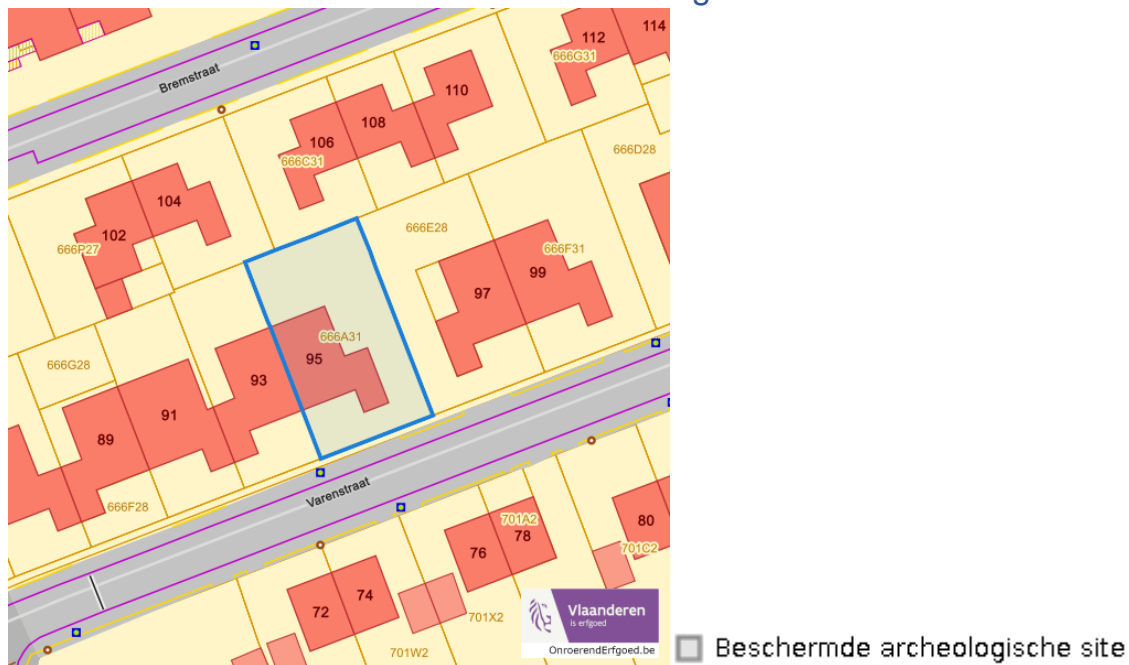 Bremstraat
112
114
666G31
110
108
106
666C31
666D28
104
102
666P27
666E28
666F31
99
97
666A31
95
93
666G28
91
89
666F28
Varenstraat
701A2
78
76
80
701C2
74
72
701X2
701W2
Vlaanderen
is erfgoed
OnroerendErfgoed.be
Beschermde archeologische site